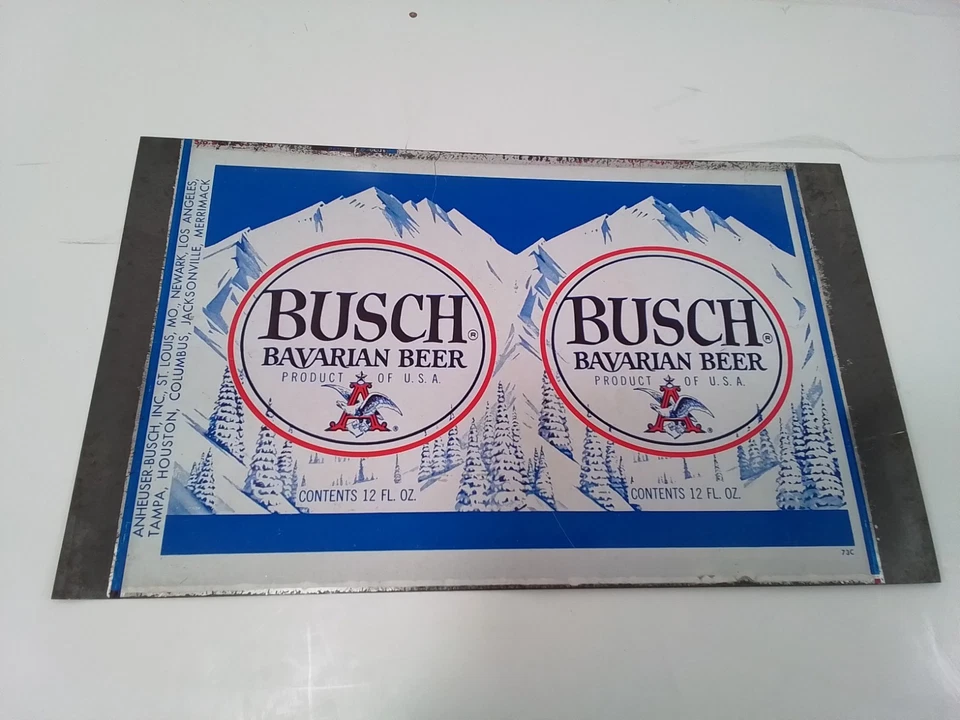 ANHEUSER-BUSCH, INC., ST. LOUIS, MO., NEWARK, LOS ANGELES,
TAMPA, HOUSTON, COLUMBUS, JACKSONVILLE, MERRIMACK
BUSCH®
BAVARIAN BEER
PRODUCT OF U.S.A.
A ®
CONTENTS 12 FL. OZ.
BUSCH®
BAVARIAN BEER
PRODUCT OF U.S.A.
A ®
CONTENTS 12 FL. OZ.
73C